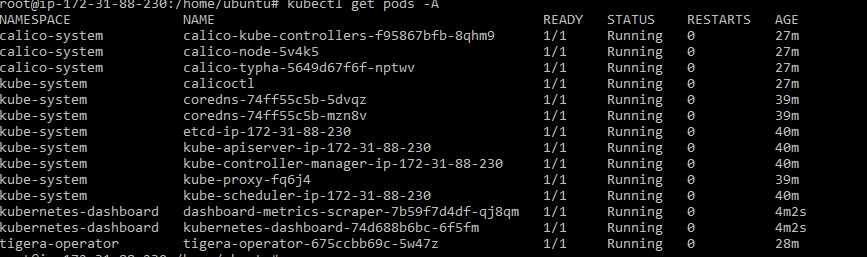 root@ip-172-31-88-230:/home/ubuntu# kubectl get pods -A
NAMESPACE NAME READY STATUS RESTARTS AGE
calico-system calico-kube-controllers-f95867bfb-8qhm9 1/1 Running 0 27m
calico-system calico-node-5v4k5 1/1 Running 0 27m
calico-system calico-typha-5649d67f6f-nptwv 1/1 Running 0 27m
kube-system calicoctl 1/1 Running 0 27m
kube-system coredns-74ff55c5b-5dvqz 1/1 Running 0 39m
kube-system coredns-74ff55c5b-mzn8v 1/1 Running 0 39m
kube-system etcd-ip-172-31-88-230 1/1 Running 0 40m
kube-system kube-apiserver-ip-172-31-88-230 1/1 Running 0 40m
kube-system kube-controller-manager-ip-172-31-88-230 1/1 Running 0 40m
kube-system kube-proxy-fq6j4 1/1 Running 0 39m
kube-system kube-scheduler-ip-172-31-88-230 1/1 Running 0 40m
kubernetes-dashboard dashboard-metrics-scraper-7b59f7d4df-qj8qm 1/1 Running 0 4m2s
kubernetes-dashboard kubernetes-dashboard-74d688b6bc-6f5fm 1/1 Running 0 4m2s
tigera-operator tigera-operator-675ccbb69c-5w47z 1/1 Running 0 28m